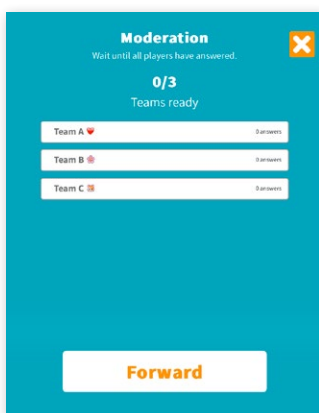 Moderation
Wait until all players have answered.
0/3
Teams ready
Team A ❤️ 0 answers
Team B 🌸 0 answers
Team C 0 answers
Forward